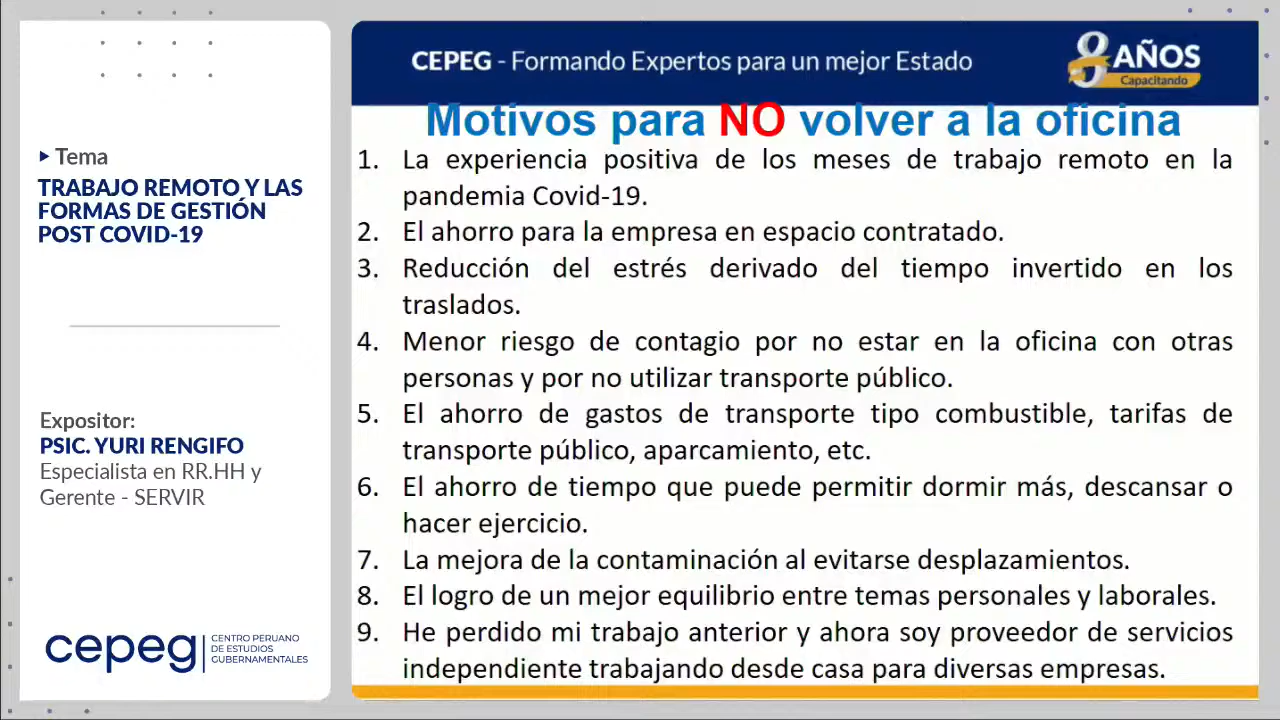 Tema
TRABAJO REMOTO Y LAS
FORMAS DE GESTIÓN
POST COVID-19
Expositor:
PSIC. YURI RENGIFO
Especialista en RR.HH y
Gerente - SERVIR
cepeg
CENTRO PERUANO
DE ESTUDIOS
GUBERNAMENTALES
CEPEG - Formando Expertos para un mejor Estado
8 AÑOS
Capacitando
Motivos para NO volver a la oficina
1. La experiencia positiva de los meses de trabajo remoto en la
pandemia Covid-19.
2. El ahorro para la empresa en espacio contratado.
3. Reducción del estrés derivado del tiempo invertido en los
traslados.
4. Menor riesgo de contagio por no estar en la oficina con otras
personas y por no utilizar transporte público.
5. El ahorro de gastos de transporte tipo combustible, tarifas de
transporte público, aparcamiento, etc.
6. El ahorro de tiempo que puede permitir dormir más, descansar o
hacer ejercicio.
7. La mejora de la contaminación al evitarse desplazamientos.
8. El logro de un mejor equilibrio entre temas personales y laborales.
9. He perdido mi trabajo anterior y ahora soy proveedor de servicios
independiente trabajando desde casa para diversas empresas.